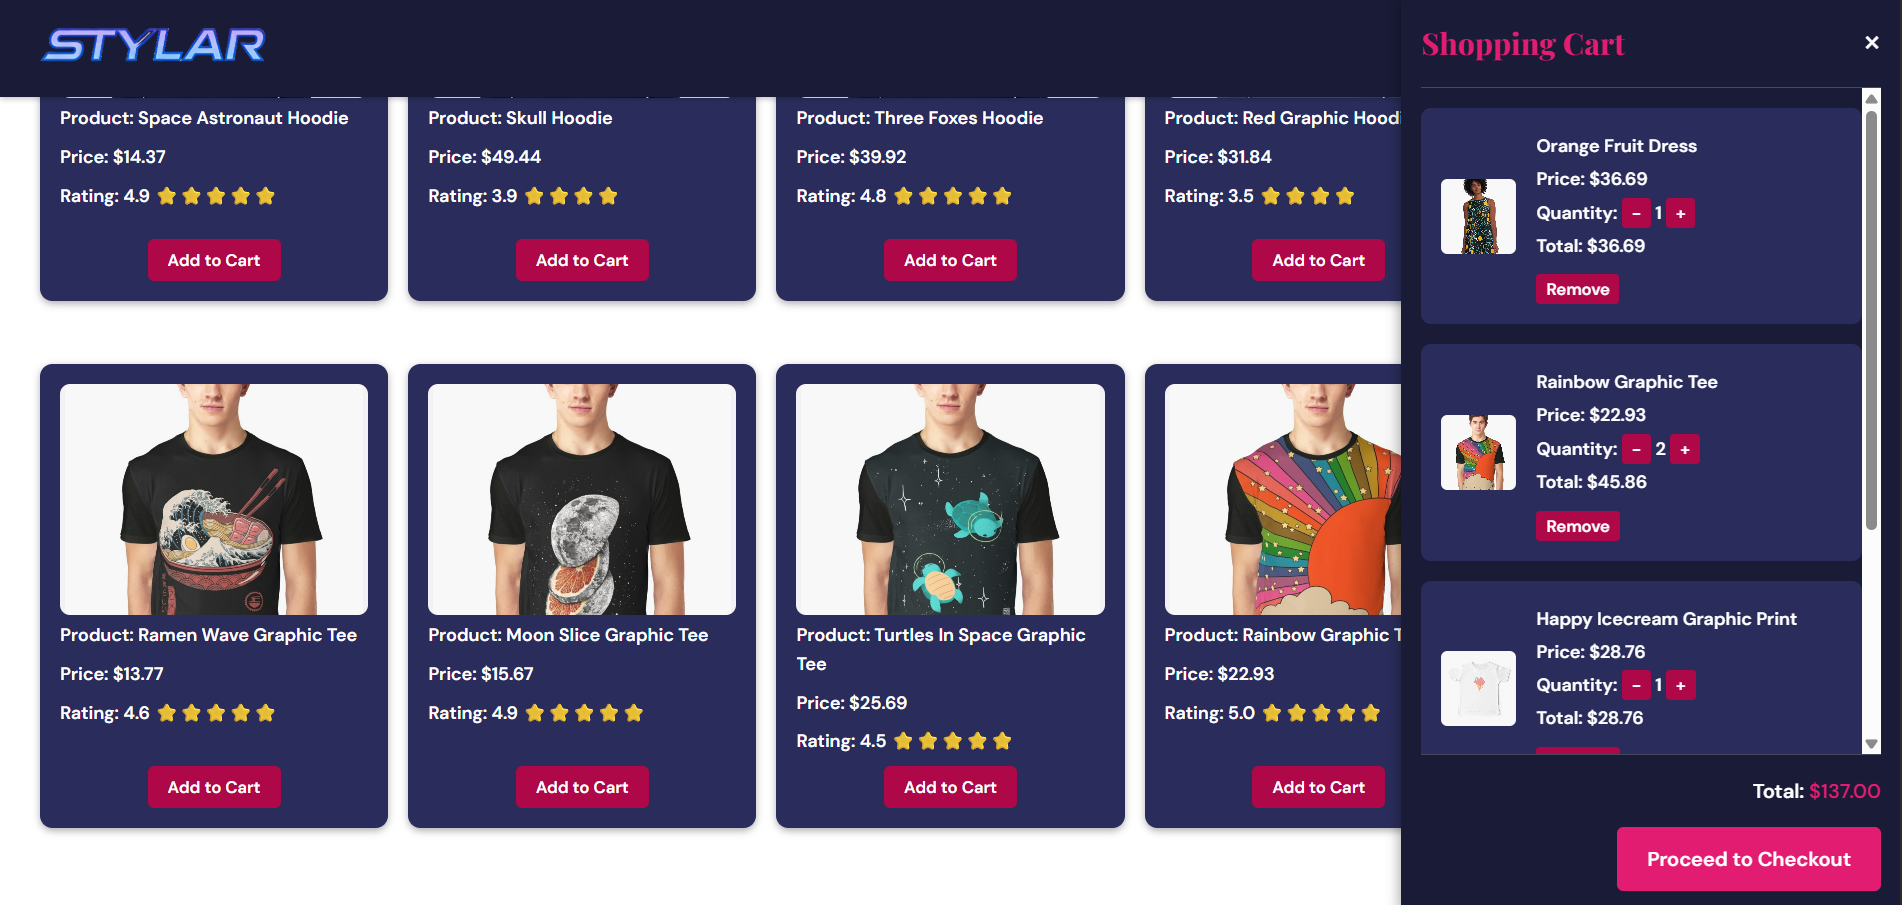 STYLAR
Product: Space Astronaut Hoodie
Price: $14.37
Rating: 4.9
Add to Cart
Product: Skull Hoodie
Price: $49.44
Rating: 3.9
Add to Cart
Product: Three Foxes Hoodie
Price: $39.92
Rating: 4.8
Add to Cart
Product: Red Graphic Hoodi
Price: $31.84
Rating: 3.5
Add to Cart
Product: Ramen Wave Graphic Tee
Price: $13.77
Rating: 4.6
Add to Cart
Product: Moon Slice Graphic Tee
Price: $15.67
Rating: 4.9
Add to Cart
Product: Turtles In Space Graphic
Tee
Price: $25.69
Rating: 4.5
Add to Cart
Product: Rainbow Graphic T
Price: $22.93
Rating: 5.0
Add to Cart
Shopping Cart
×
Orange Fruit Dress
Price: $36.69
Quantity: - 1 +
Total: $36.69
Remove
Rainbow Graphic Tee
Price: $22.93
Quantity: - 2 +
Total: $45.86
Remove
Happy Icecream Graphic Print
Price: $28.76
Quantity: - 1 +
Total: $28.76
Total: $137.00
Proceed to Checkout